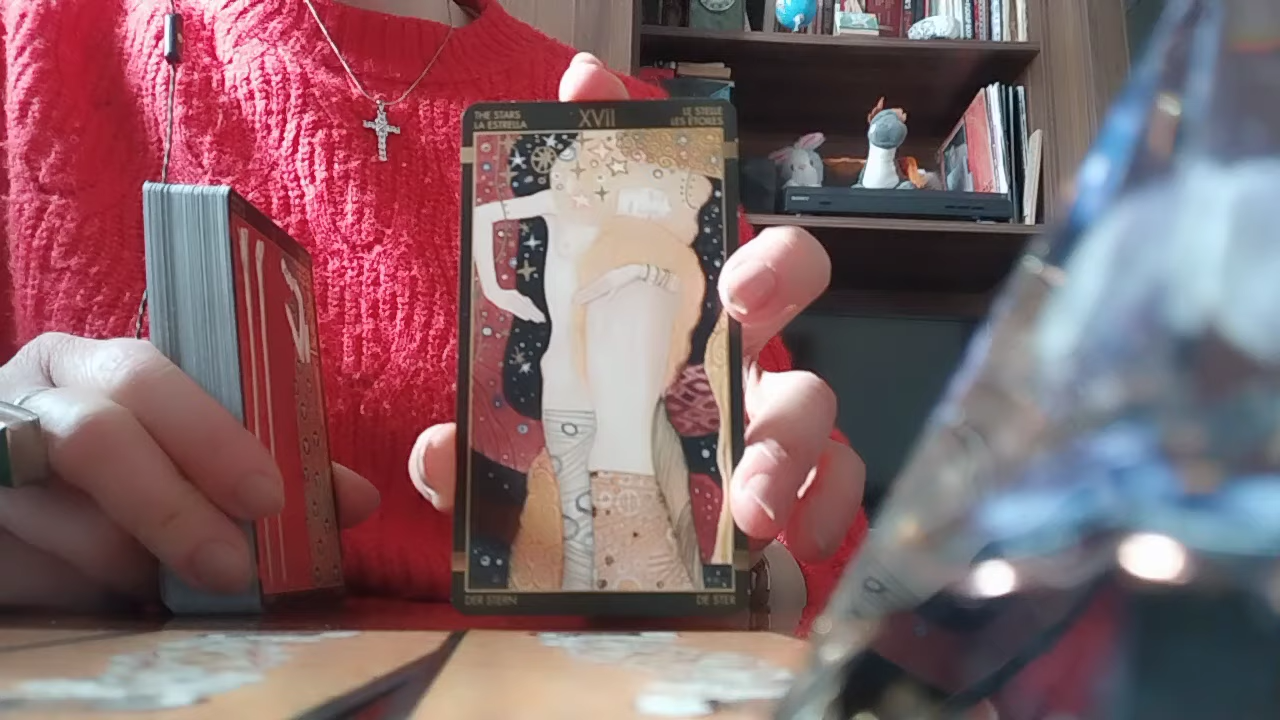 THE STARS
LA ESTRELLA
XVII
LE STELLE
LES ÉTOILES
DER STERN
DE STER